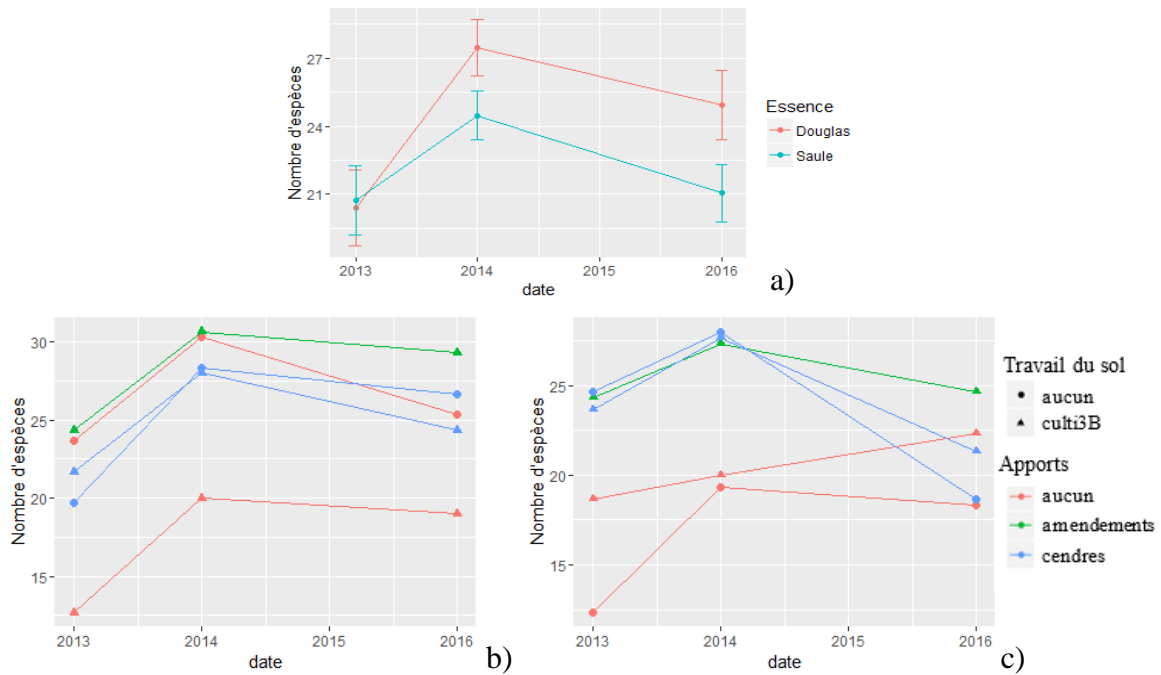 Nombre d'espèces
27
24
21
2013
2014
2015
2016
date
Essence
Douglas
Saule
a)
Nombre d'espèces
30
25
20
15
2013
2014
2015
2016
date
b)
Nombre d'espèces
25
20
15
2013
2014
2015
2016
date
c)
Travail du sol
aucun
culti3B
Apports
aucun
amendements
cendres